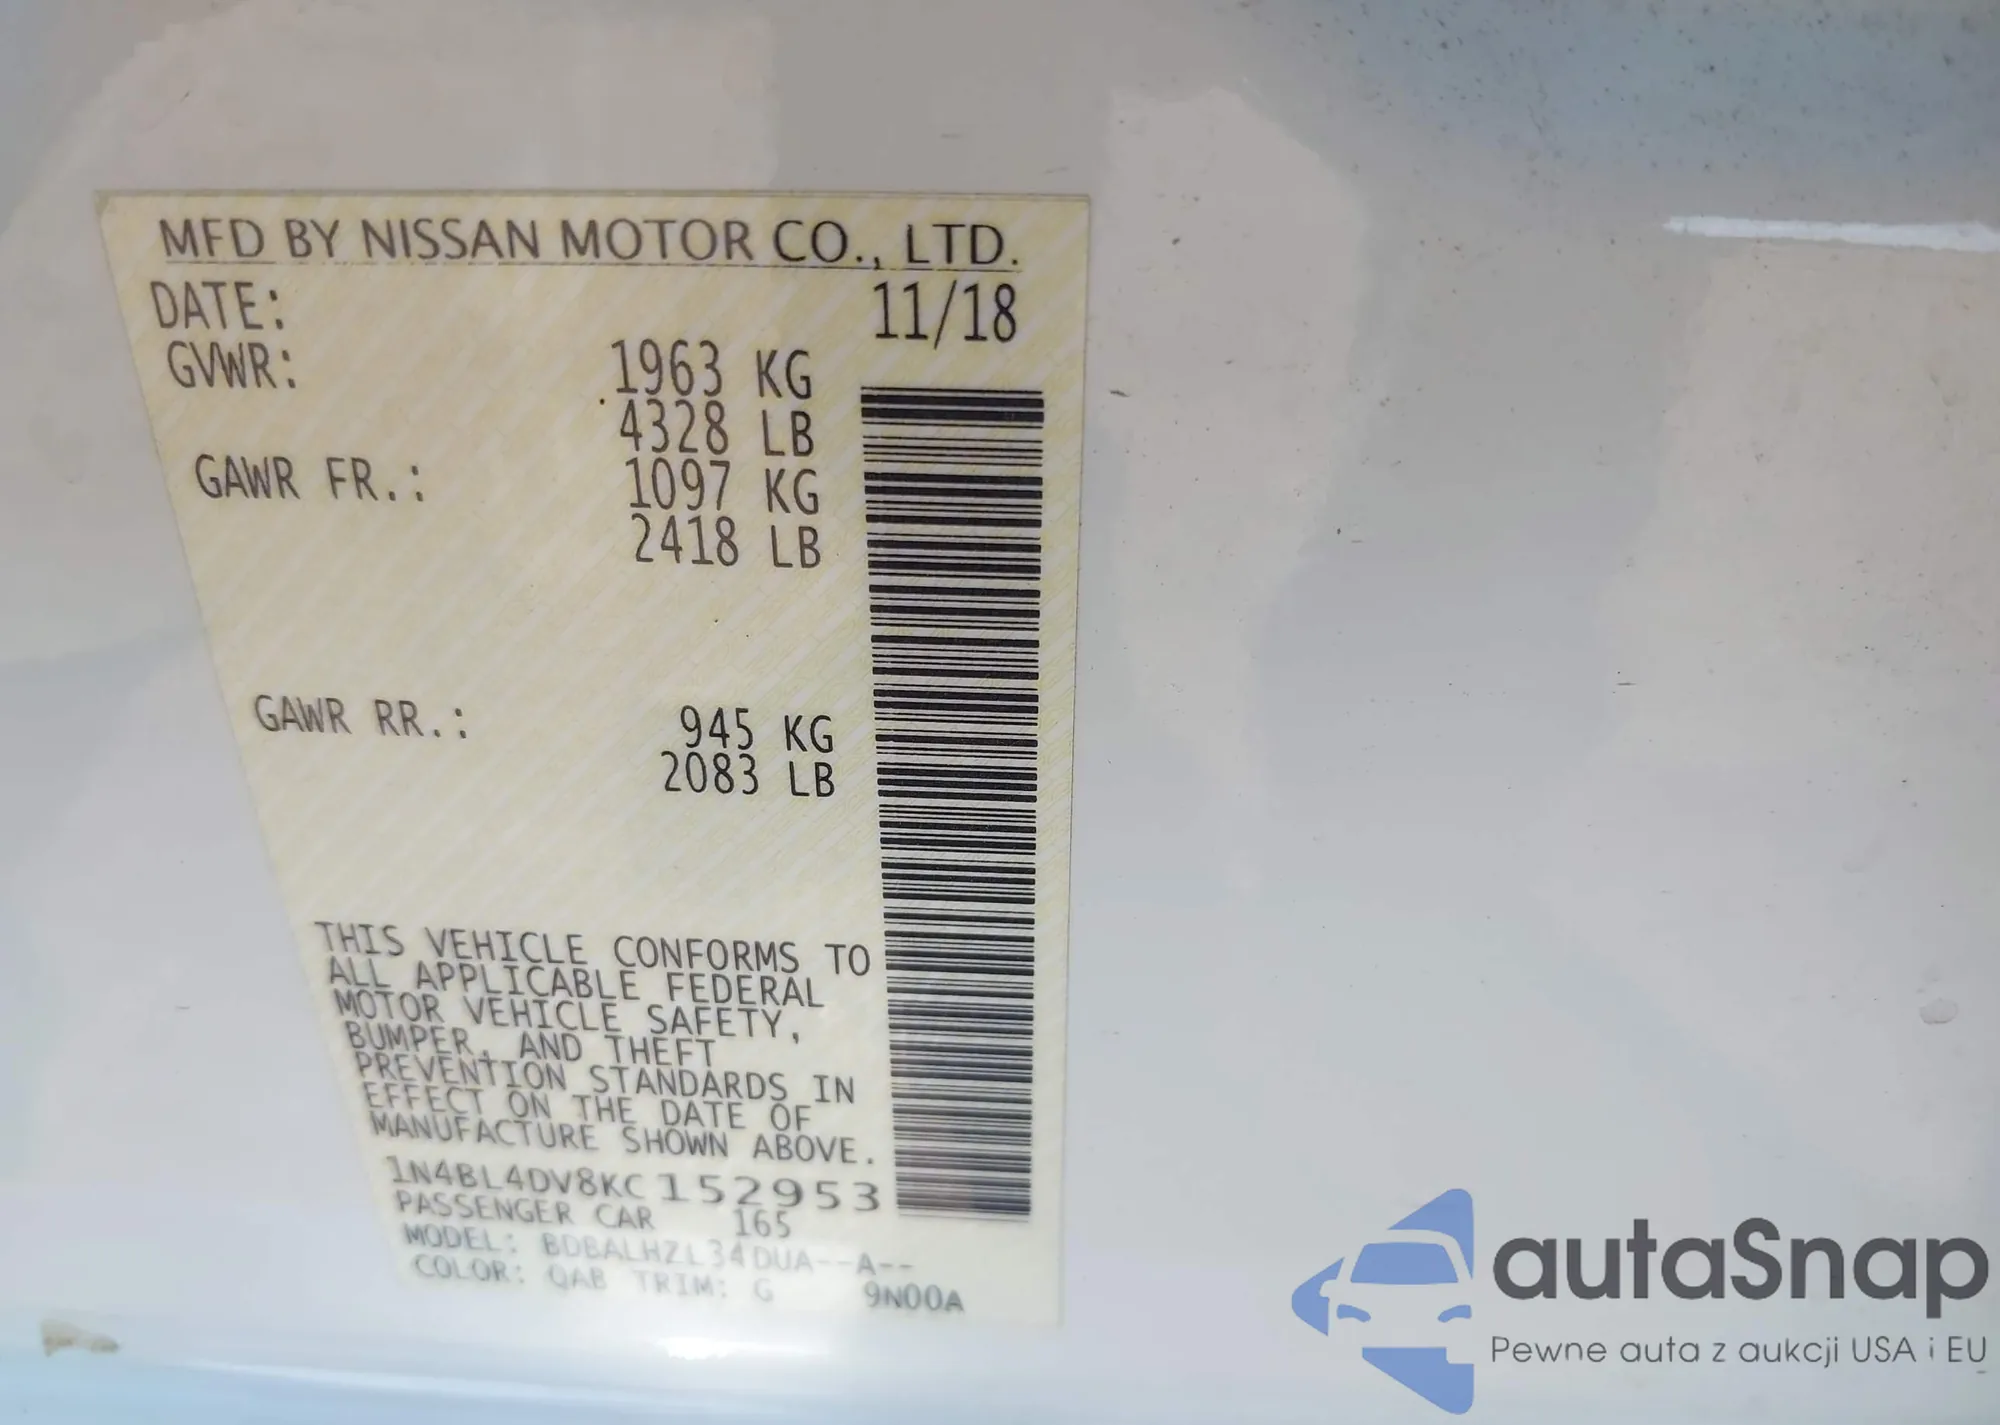 MFD BY NISSAN MOTOR CO., LTD.
DATE: 11/18
GVWR: 1963 KG
4328 LB
GAWR FR.: 1097 KG
2418 LB
GAWR RR.: 945 KG
2083 LB
THIS VEHICLE CONFORMS TO
ALL APPLICABLE FEDERAL
MOTOR VEHICLE SAFETY,
BUMPER, AND THEFT
PREVENTION STANDARDS IN
EFFECT ON THE DATE OF
MANUFACTURE SHOWN ABOVE.
1N4BL4DV8KC152953
PASSENGER CAR 165
MODEL: BDBALHZL34DUA--A--
COLOR: QAB TRIM: G 9N00A
autaSnap
Pewne auta z aukcji USA i EU